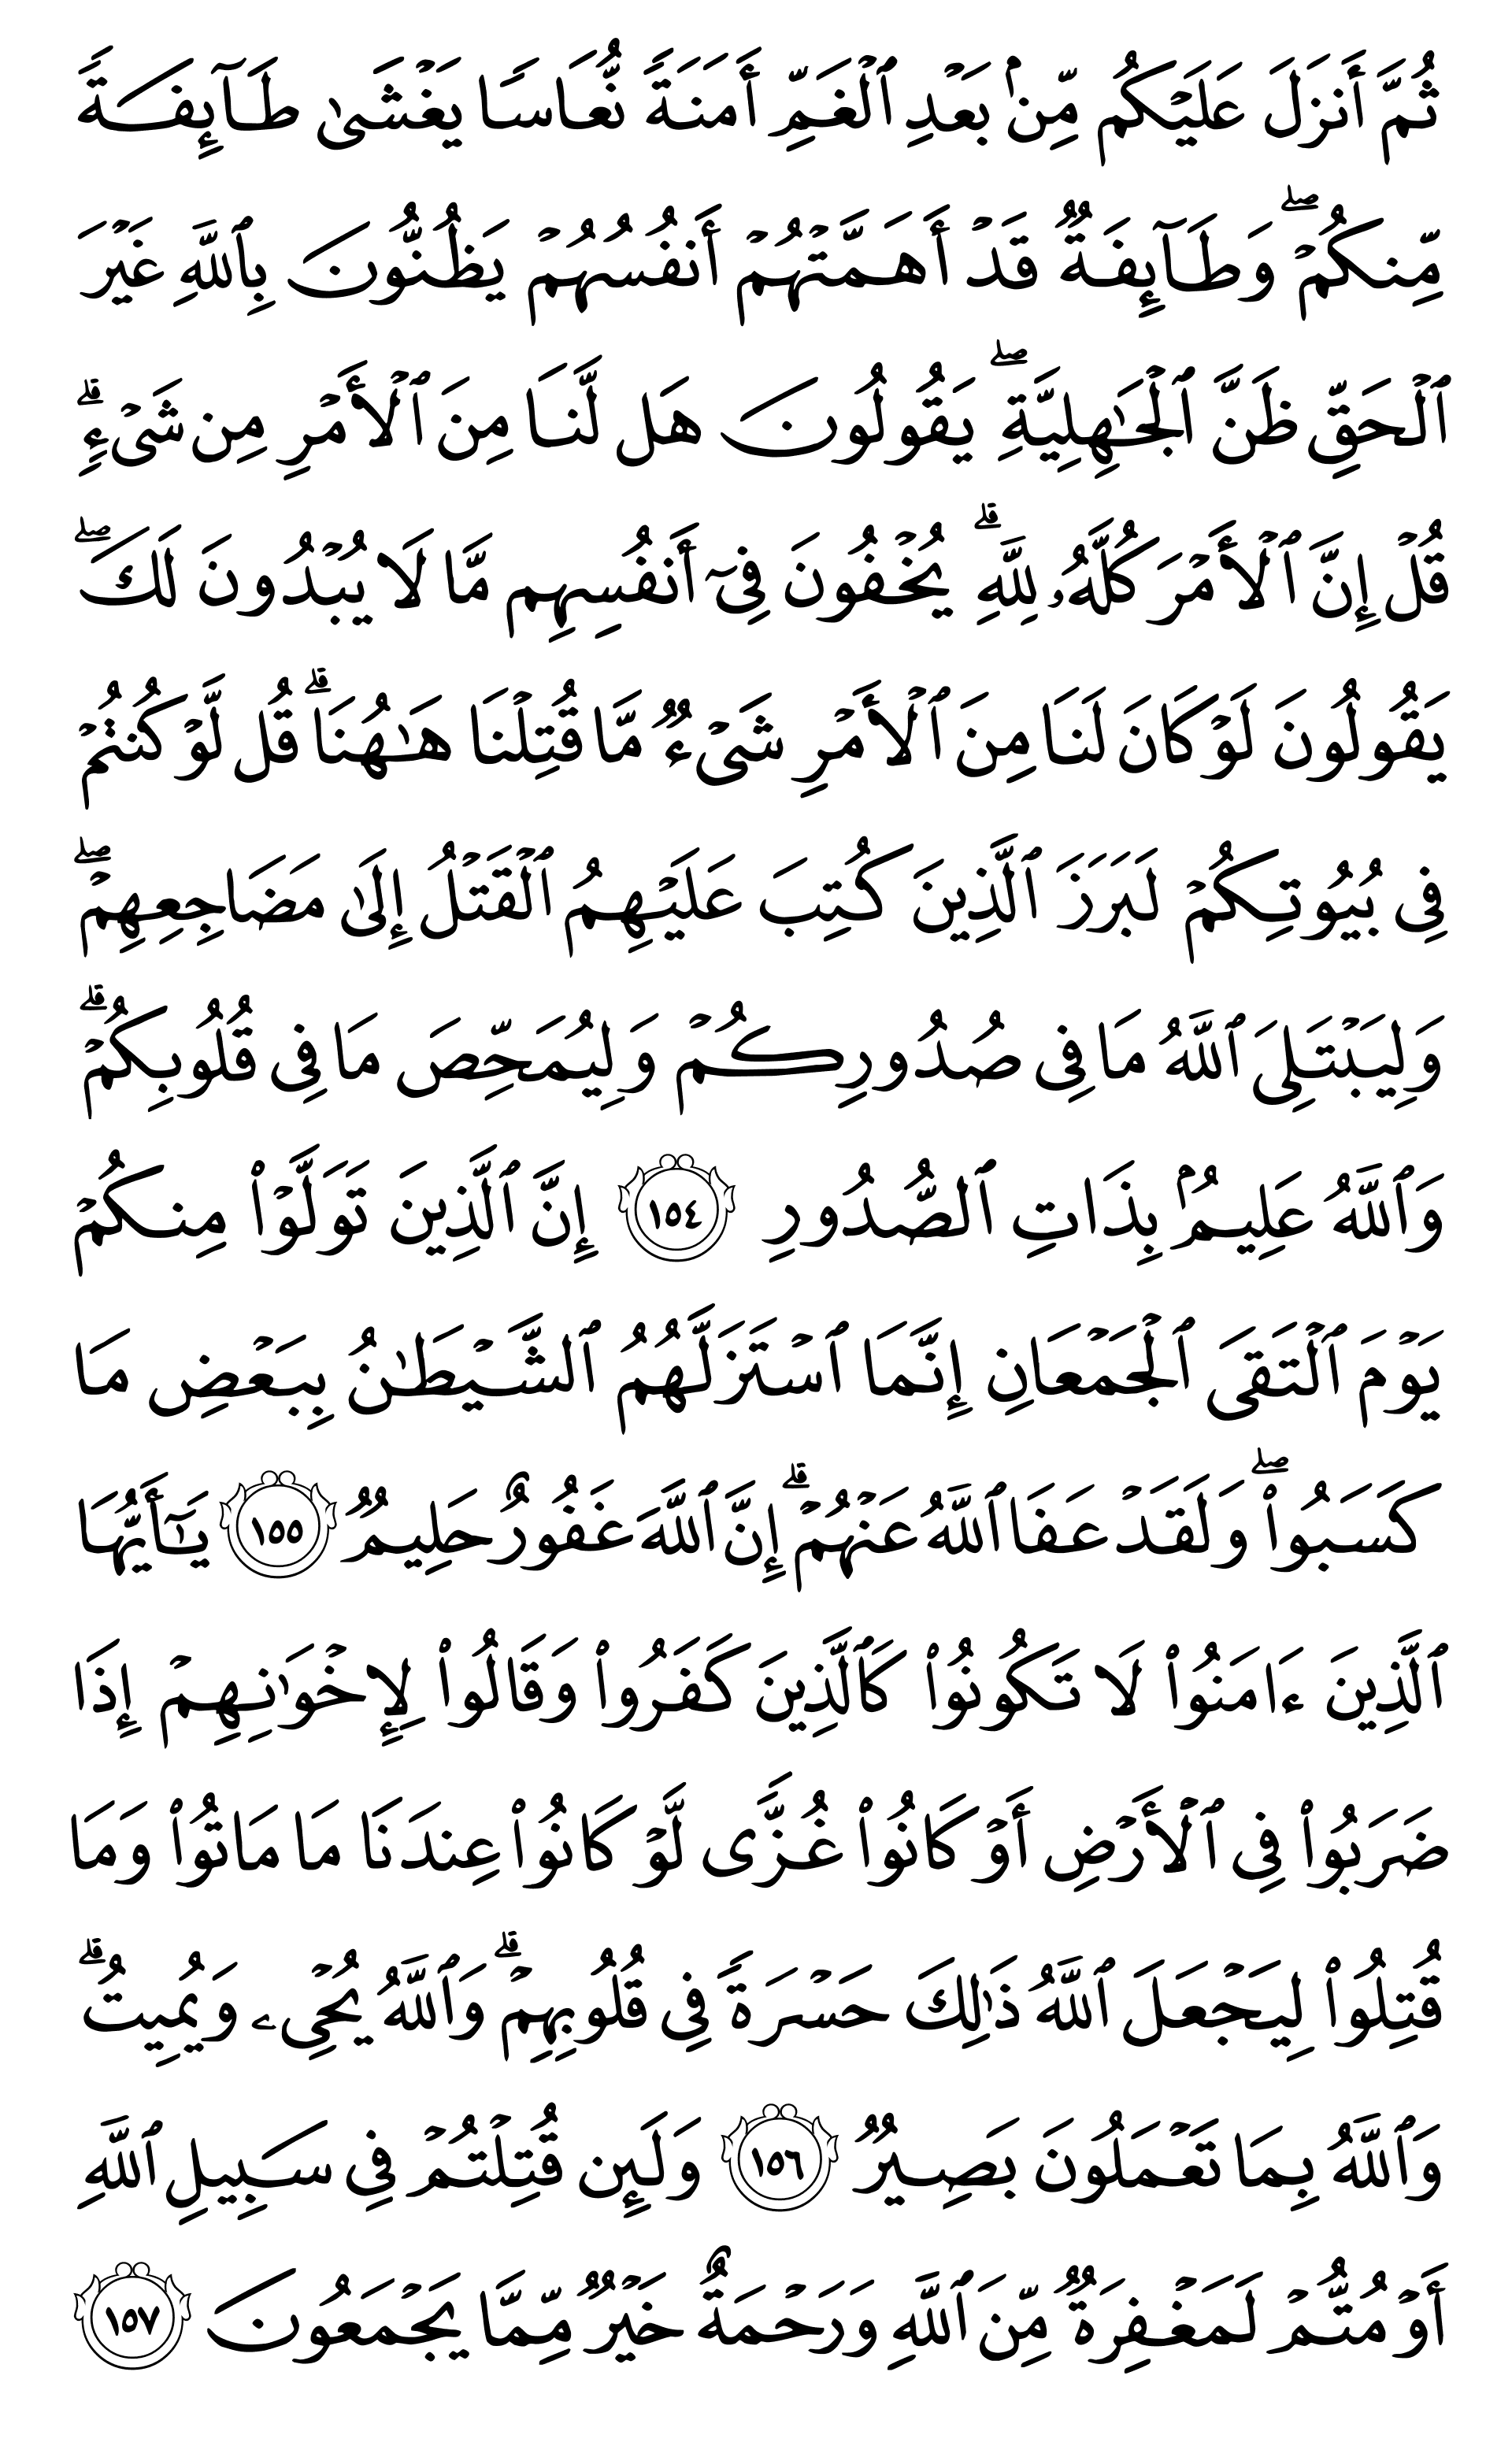 ثُمَّ أَنزَلَ عَلَيۡكُم مِّنۢ بَعۡدِ ٱلۡغَمِّ أَمَنَةٗ نُّعَاسٗا يَغۡشَىٰ طَآئِفَةٗ
مِّنكُمۡۖ وَطَآئِفَةٞ قَدۡ أَهَمَّتۡهُمۡ أَنفُسُهُمۡ يَظُنُّونَ بِٱللَّهِ غَيۡرَ
ٱلۡحَقِّ ظَنَّ ٱلۡجَٰهِلِيَّةِۖ يَقُولُونَ هَل لَّنَا مِنَ ٱلۡأَمۡرِ مِن شَيۡءٖۗ
قُلۡ إِنَّ ٱلۡأَمۡرَ كُلَّهُۥ لِلَّهِۗ يُخۡفُونَ فِيٓ أَنفُسِهِم مَّا لَا يُبۡدُونَ لَكَۖ
يَقُولُونَ لَوۡ كَانَ لَنَا مِنَ ٱلۡأَمۡرِ شَيۡءٞ مَّا قُتِلۡنَا هَٰهُنَاۗ قُل لَّوۡ كُنتُمۡ
فِي بُيُوتِكُمۡ لَبَرَزَ ٱلَّذِينَ كُتِبَ عَلَيۡهِمُ ٱلۡقَتۡلُ إِلَىٰ مَضَاجِعِهِمۡۖ
وَلِيَبۡتَلِيَ ٱللَّهُ مَا فِي صُدُورِكُمۡ وَلِيُمَحِّصَ مَا فِي قُلُوبِكُمۡۗ
وَٱللَّهُ عَلِيمُۢ بِذَاتِ ٱلصُّدُورِ ١٥٤ إِنَّ ٱلَّذِينَ تَوَلَّوۡاْ مِنكُمۡ
يَوۡمَ ٱلۡتَقَى ٱلۡجَمۡعَانِ إِنَّمَا ٱسۡتَزَلَّهُمُ ٱلشَّيۡطَٰنُ بِبَعۡضِ مَا
كَسَبُواْۖ وَلَقَدۡ عَفَا ٱللَّهُ عَنۡهُمۡۗ إِنَّ ٱللَّهَ غَفُورٌ حَلِيمٞ ١٥٥ يَٰٓأَيُّهَا
ٱلَّذِينَ ءَامَنُواْ لَا تَكُونُواْ كَٱلَّذِينَ كَفَرُواْ وَقَالُواْ لِإِخۡوَٰنِهِمۡ إِذَا
ضَرَبُواْ فِي ٱلۡأَرۡضِ أَوۡ كَانُواْ غُزّٗى لَّوۡ كَانُواْ عِندَنَا مَا مَاتُواْ وَمَا
قُتِلُواْ لِيَجۡعَلَ ٱللَّهُ ذَٰلِكَ حَسۡرَةٗ فِي قُلُوبِهِمۡۗ وَٱللَّهُ يُحۡيِۦ وَيُمِيتُۗ
وَٱللَّهُ بِمَا تَعۡمَلُونَ بَصِيرٞ ١٥٦ وَلَئِن قُتِلۡتُمۡ فِي سَبِيلِ ٱللَّهِ
أَوۡ مُتُّمۡ لَمَغۡفِرَةٞ مِّنَ ٱللَّهِ وَرَحۡمَةٌ خَيۡرٞ مِّمَّا يَجۡمَعُونَ ١٥٧